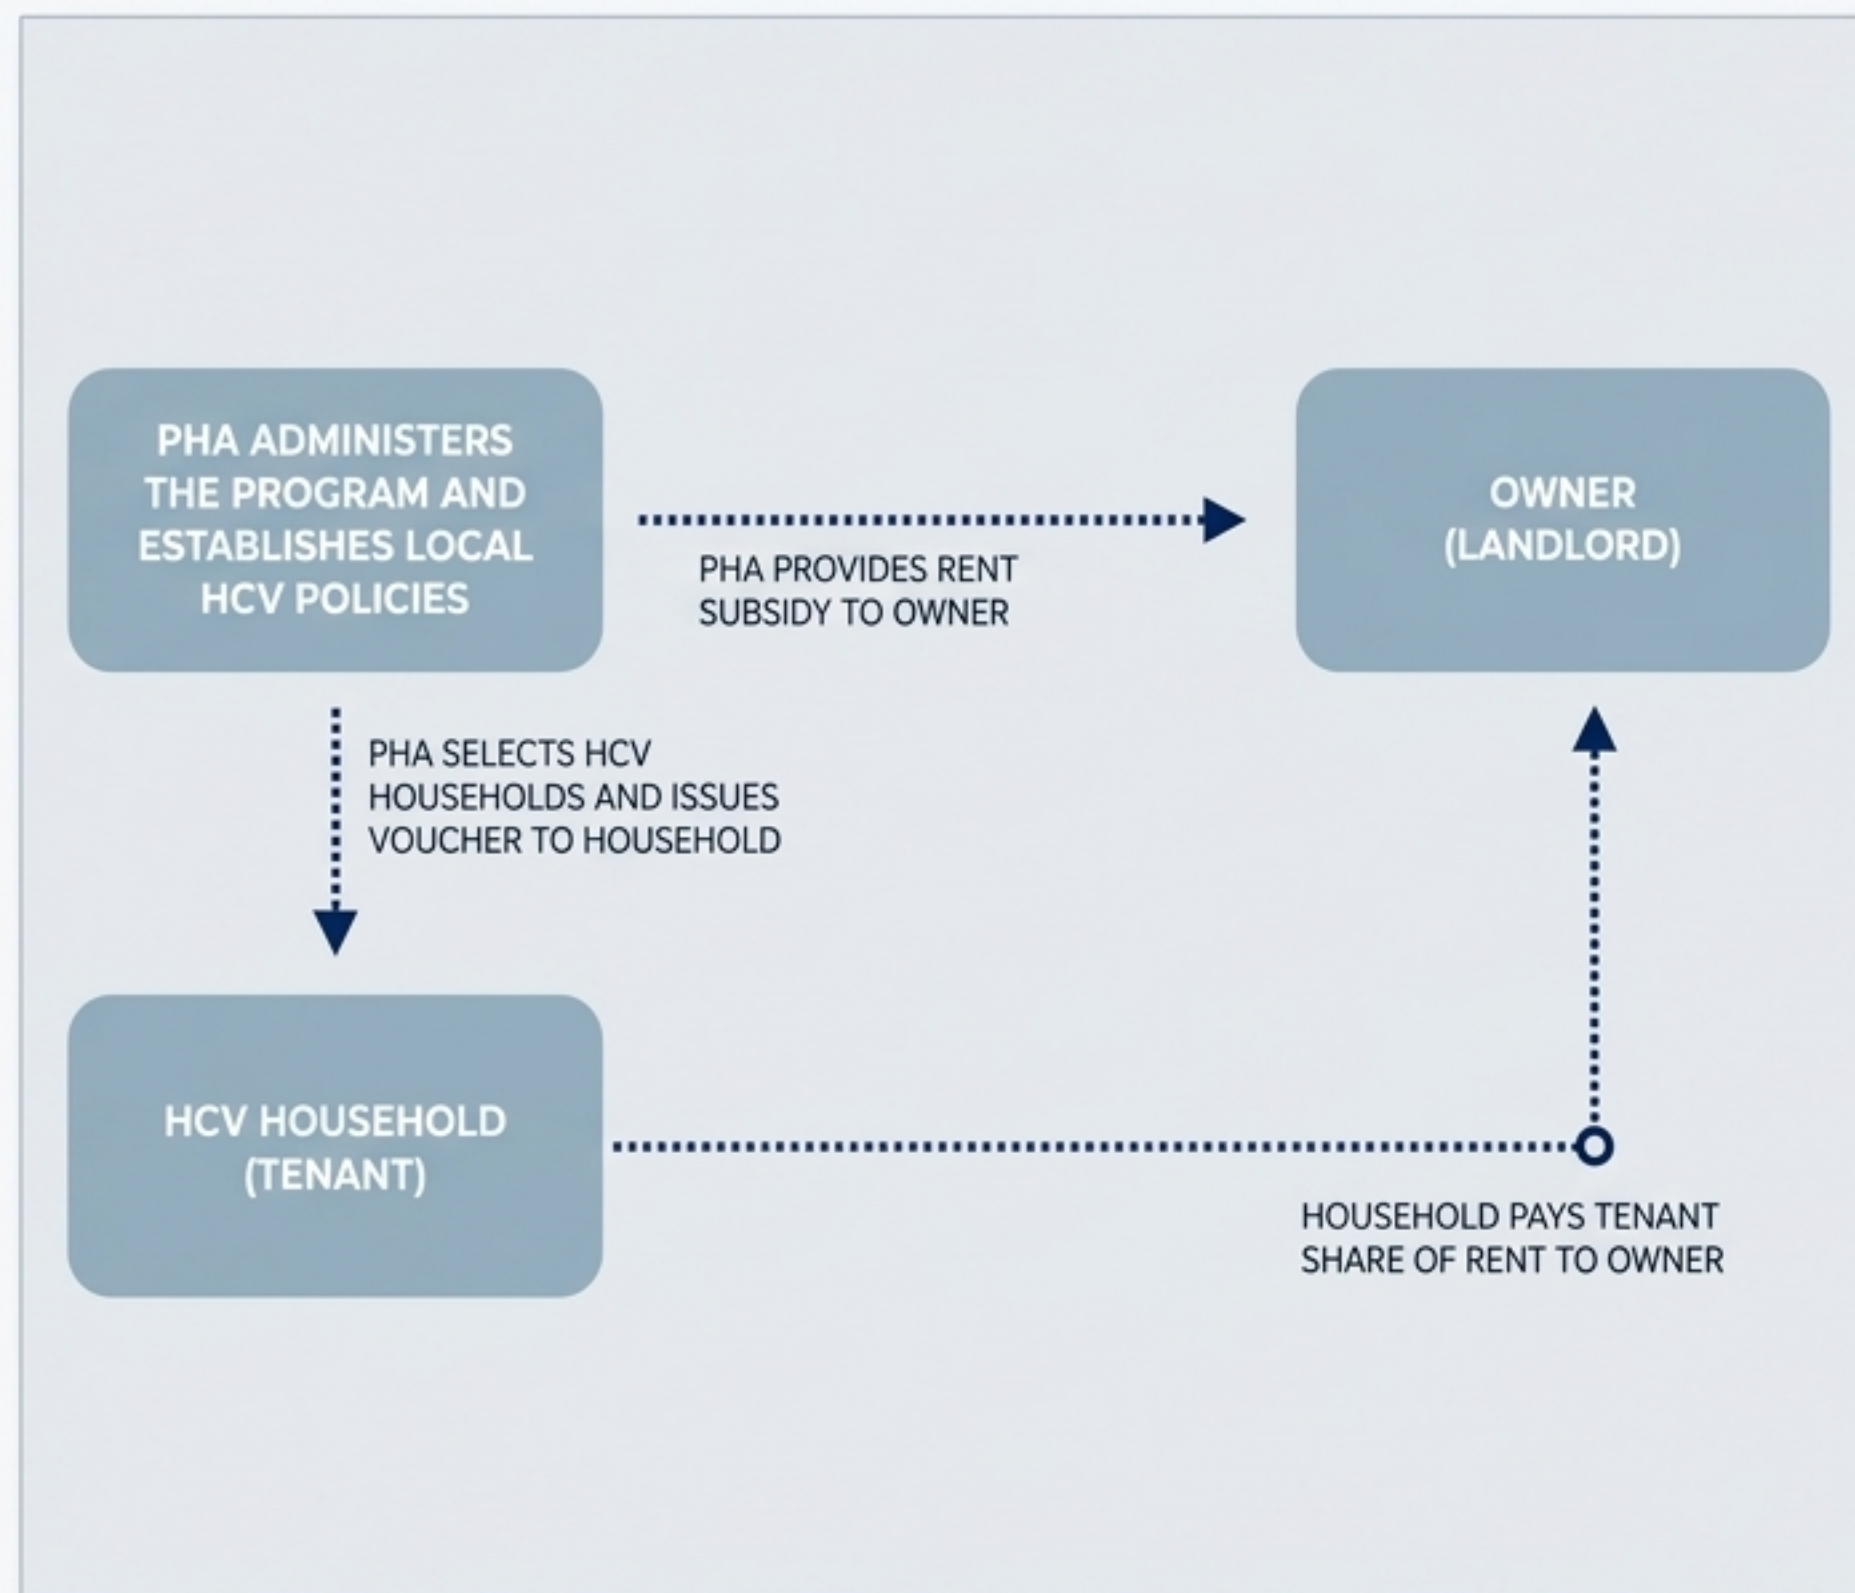 PHA ADMINISTERS
THE PROGRAM AND
ESTABLISHES LOCAL
HCV POLICIES
PHA PROVIDES RENT
SUBSIDY TO OWNER
OWNER
(LANDLORD)
PHA SELECTS HCV
HOUSEHOLDS AND ISSUES
VOUCHER TO HOUSEHOLD
HCV HOUSEHOLD
(TENANT)
HOUSEHOLD PAYS TENANT
SHARE OF RENT TO OWNER